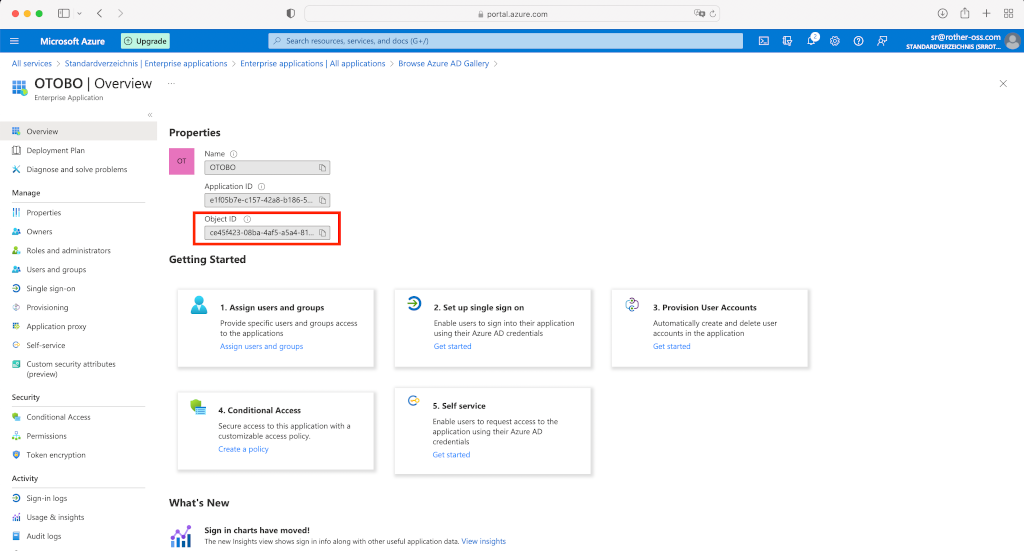 portal.azure.com
Microsoft Azure
Upgrade
Search resources, services, and docs (G+/)
2
sr@rother-oss.com
STANDARDVERZEICHNIS (SRROT...
All services > Standardverzeichnis | Enterprise applications > Enterprise applications | All applications > Browse Azure AD Gallery >
OTOBO | Overview ...
Enterprise Application
«
Overview
Deployment Plan
Diagnose and solve problems
Manage
Properties
Owners
Roles and administrators
Users and groups
Single sign-on
Provisioning
Application proxy
Self-service
Custom security attributes
(preview)
Security
Conditional Access
Permissions
Token encryption
Activity
Sign-in logs
Usage & insights
Audit logs
Properties
OT
Name
OTOBO
Application ID
e1f05b7e-c157-42a8-b186-5...
Object ID
ce45f423-08ba-4af5-a5a4-81...
Getting Started
1. Assign users and groups
Provide specific users and groups access
to the applications
Assign users and groups
2. Set up single sign on
Enable users to sign into their application
using their Azure AD credentials
Get started
3. Provision User Accounts
Automatically create and delete user
accounts in the application
Get started
4. Conditional Access
Secure access to this application with a
customizable access policy.
Create a policy
5. Self service
Enable users to request access to the
application using their Azure AD
credentials
Get started
What's New
Sign in charts have moved!
The new Insights view shows sign in info along with other useful application data. View insights